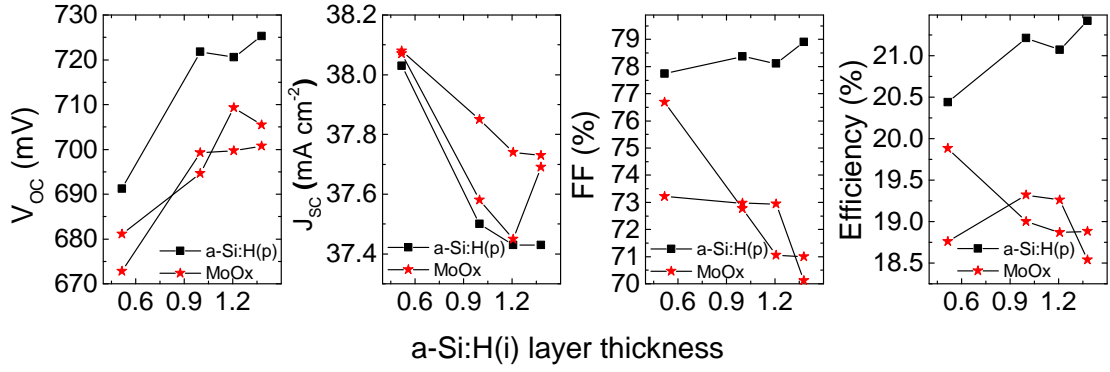 730
720
710
700
690
680
670
V_OC (mV)
a-Si:H(p)
MoOx
0.6 0.9 1.2
38.2
38.0
37.8
37.6
37.4
J_SC (mA cm^-2)
a-Si:H(p)
MoOx
0.6 0.9 1.2
79
78
77
76
75
74
73
72
71
70
FF (%)
a-Si:H(p)
MoOx
0.6 0.9 1.2
21.0
20.5
20.0
19.5
19.0
18.5
Efficiency (%)
a-Si:H(p)
MoOx
0.6 0.9 1.2
a-Si:H(i) layer thickness